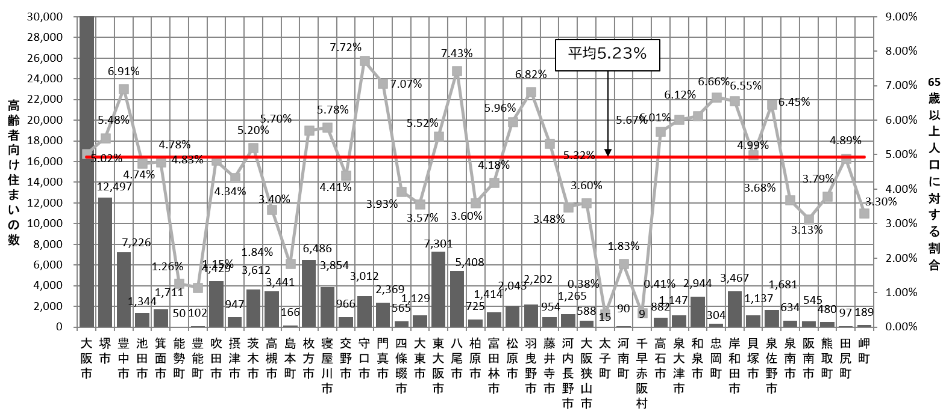 30,000
28,000
26,000
24,000
22,000
20,000
18,000
16,000
14,000
12,000
10,000
8,000
6,000
4,000
2,000
0
高齢者向け住まいの数
9.00%
8.00%
7.00%
6.00%
5.00%
4.00%
3.00%
2.00%
1.00%
0.00%
65歳以上人口に対する割合
平均5.23%
5.02%
5.48%
6.91%
4.74%
4.78%
1.26%
1.15%
4.83%
4.34%
5.20%
3.40%
1.84%
5.70%
5.78%
4.41%
7.72%
7.07%
3.93%
3.57%
5.52%
7.43%
3.60%
4.18%
5.96%
6.82%
5.32%
3.48%
3.60%
0.38%
1.83%
0.41%
5.67%
6.01%
6.12%
6.66%
6.55%
4.99%
6.45%
3.68%
3.13%
3.79%
4.89%
3.30%
12,497
7,226
1,344
1,711
50
102
4,429
947
3,612
3,441
166
6,486
3,854
966
3,012
2,369
565
1,129
7,301
5,408
725
1,414
2,043
2,202
954
1,265
588
15
90
9
882
1,147
2,944
304
3,467
1,137
1,681
634
545
480
97
189
大阪市
堺市
豊中市
池田市
箕面市
能勢町
豊能町
吹田市
摂津市
茨木市
高槻市
島本町
枚方市
寝屋川市
交野市
守口市
門真市
四條畷市
大東市
東大阪市
八尾市
柏原市
富田林市
松原市
羽曳野市
藤井寺市
河内長野市
大阪狭山市
太子町
河南町
千早赤阪村
高石市
泉大津市
和泉市
忠岡町
岸和田市
貝塚市
泉佐野市
泉南市
阪南市
熊取町
田尻町
岬町